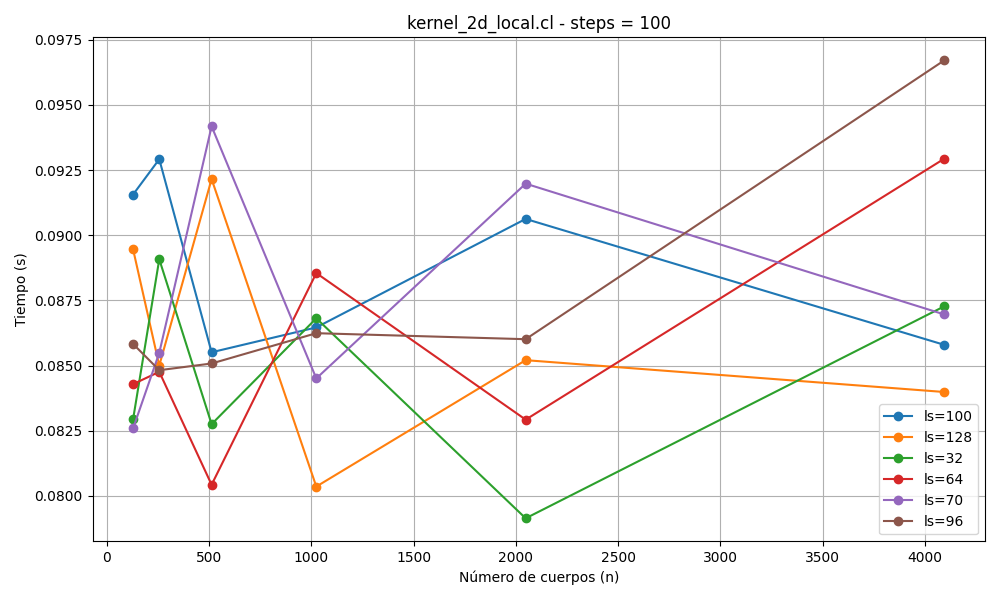 kernel_2d_local.cl - steps = 100
Tiempo (s)
0.0975
0.0950
0.0925
0.0900
0.0875
0.0850
0.0825
0.0800
0 500 1000 1500 2000 2500 3000 3500 4000
Número de cuerpos (n)
ls=100
ls=128
ls=32
ls=64
ls=70
ls=96